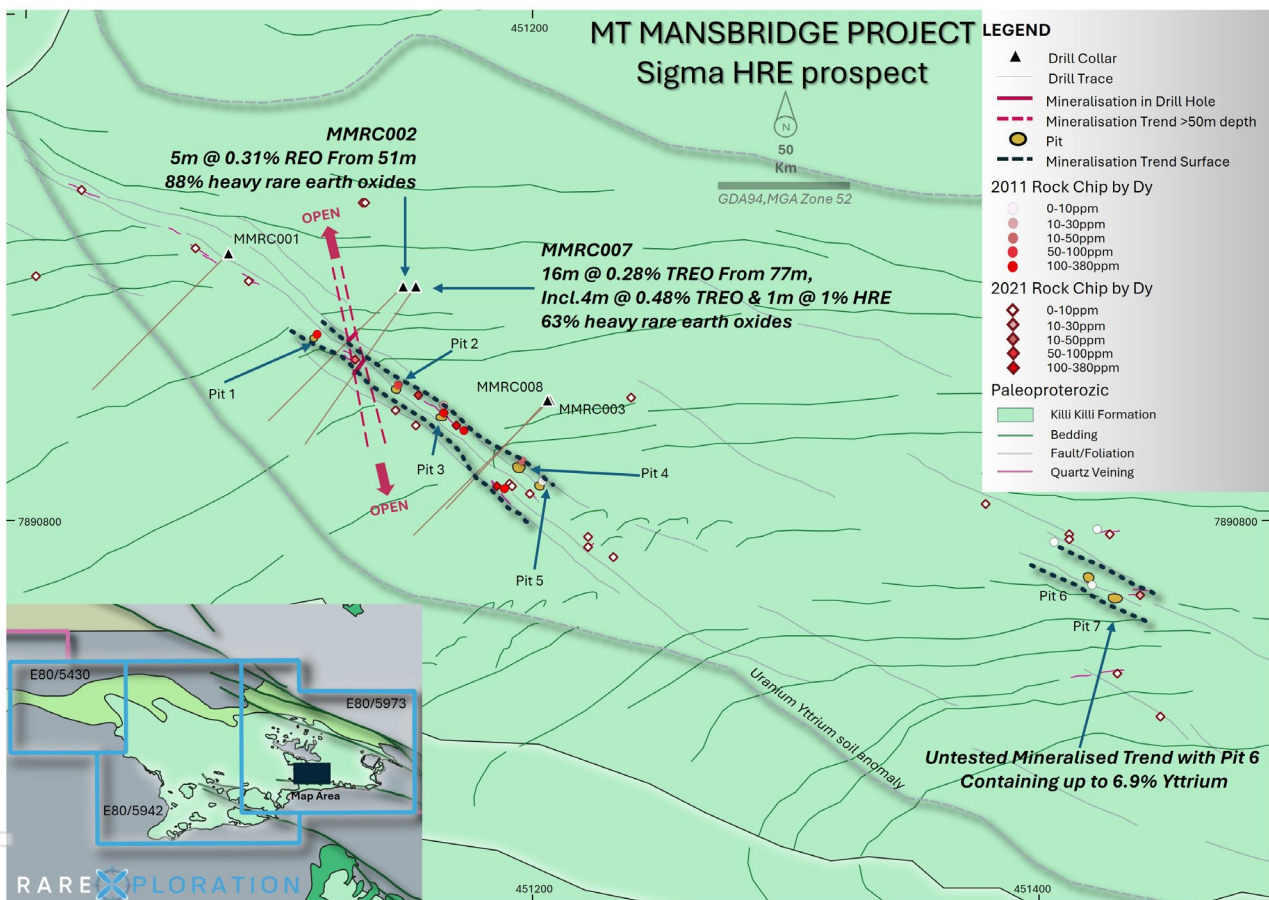 451200
MT MANSBRIDGE PROJECT
Sigma HRE prospect
N
50
Km
GDA94,MGA Zone 52
MMRC002
5m @ 0.31% REO From 51m
88% heavy rare earth oxides
OPEN
MMRC001
MMRC007
16m @ 0.28% TREO From 77m,
Incl.4m @ 0.48% TREO & 1m @ 1% HRE
63% heavy rare earth oxides
Pit 1
Pit 2
MMRC008
MMRC003
Pit 3
Pit 4
OPEN
Pit 5
7890800
7890800
Pit 6
Pit 7
Uranium Yttrium soil anomaly
Untested Mineralised Trend with Pit 6
Containing up to 6.9% Yttrium
451200
451400
LEGEND
Drill Collar
Drill Trace
Mineralisation in Drill Hole
Mineralisation Trend >50m depth
Pit
Mineralisation Trend Surface
2011 Rock Chip by Dy
0-10ppm
10-30ppm
10-50ppm
50-100ppm
100-380ppm
2021 Rock Chip by Dy
0-10ppm
10-30ppm
10-50ppm
50-100ppm
100-380ppm
Paleoproterozic
Killi Killi Formation
Bedding
Fault/Foliation
Quartz Veining
E80/5430
E80/5973
Map Area
E80/5942
RAREXPLORATION